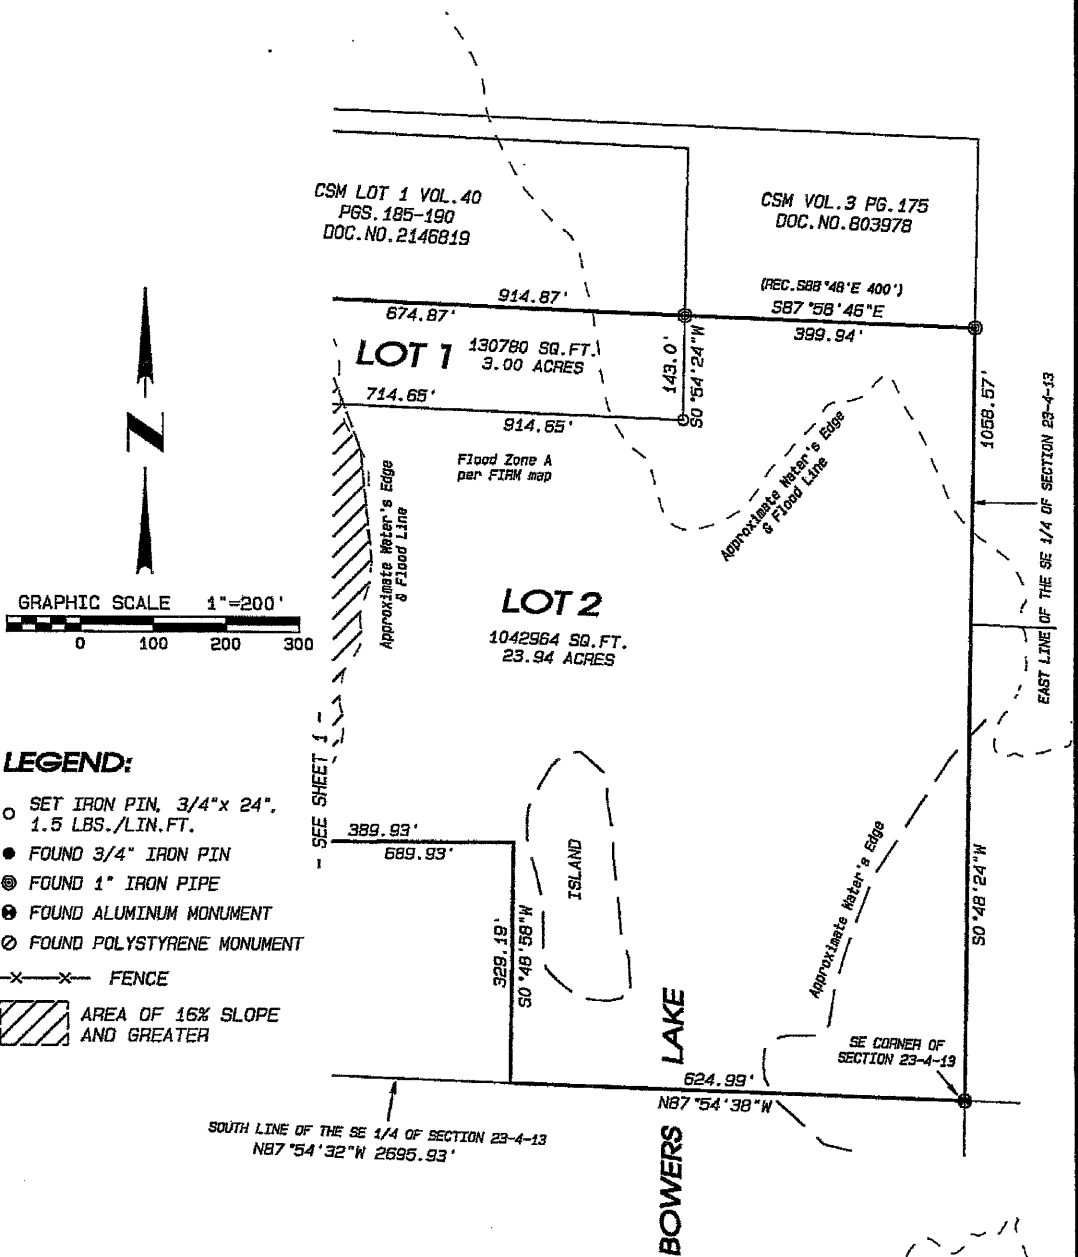 CSM LOT 1 VOL.40
PGS.185-190
DOC.NO.2146819
CSM VOL.3 PG.175
DOC.NO.803978
(REC.S88°48'E 400')
S87°58'46"E
399.94'
914.87'
674.87'
LOT 1
130780 SQ.FT.
3.00 ACRES
143.0'
S0°54'24"W
714.65'
914.65'
Flood Zone A
per FIRM map
Approximate Water's Edge
& Flood Line
Approximate Water's Edge
& Flood Line
1058.57'
EAST LINE OF THE SE 1/4 OF SECTION 23-4-13
N
GRAPHIC SCALE 1"=200'
0 100 200 300
LOT 2
1042964 SQ.FT.
23.94 ACRES
LEGEND:
SET IRON PIN, 3/4"x 24",
1.5 LBS./LIN.FT.
FOUND 3/4" IRON PIN
FOUND 1" IRON PIPE
FOUND ALUMINUM MONUMENT
FOUND POLYSTYRENE MONUMENT
FENCE
AREA OF 16% SLOPE
AND GREATER
- SEE SHEET 1 -
389.93'
689.93'
329.19'
S0°48'58"W
ISLAND
Approximate Water's Edge
S0°48'24"W
SE CORNER OF
SECTION 23-4-13
624.99'
N87°54'38"W
BOWERS LAKE
SOUTH LINE OF THE SE 1/4 OF SECTION 23-4-13
N87°54'32"W 2695.93'